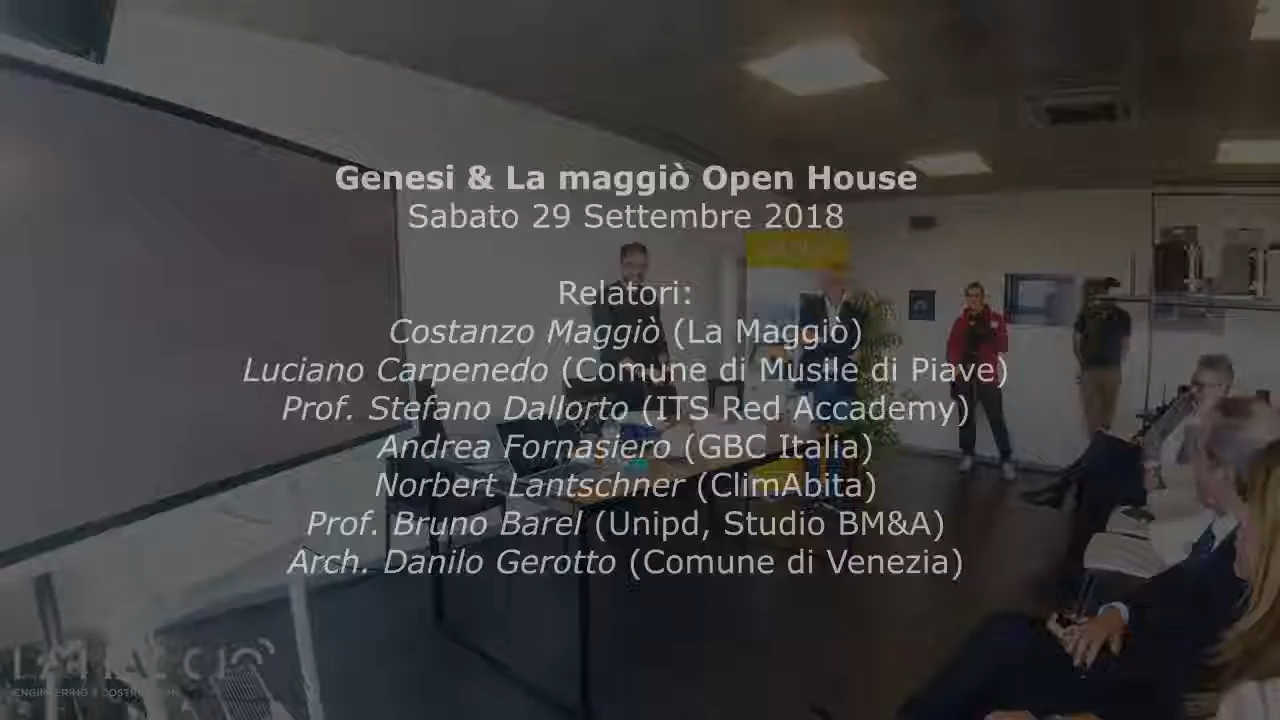 Genesi & La maggiò Open House
Sabato 29 Settembre 2018
Relatori:
Costanzo Maggiò (La Maggiò)
Luciano Carpenedo (Comune di Musile di Piave)
Prof. Stefano Dallorto (ITS Red Accademy)
Andrea Fornasiero (GBC Italia)
Norbert Lantschner (ClimAbita)
Prof. Bruno Barel (Unipd, Studio BM&A)
Arch. Danilo Gerotto (Comune di Venezia)